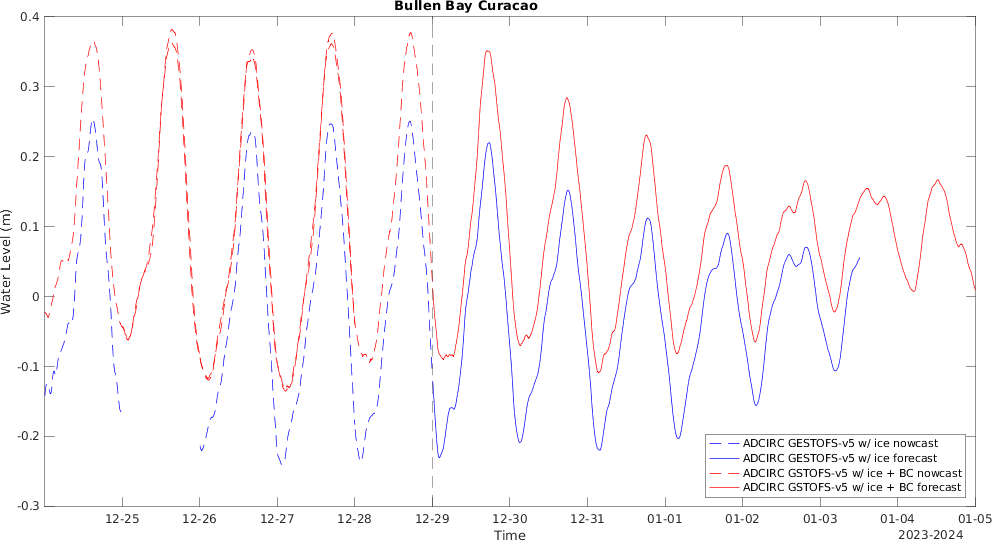 Bullen Bay Curacao
0.4
0.3
0.2
0.1
0
-0.1
-0.2
-0.3
Water Level (m)
ADCIRC GESTOFS-v5 w/ ice nowcast
ADCIRC GESTOFS-v5 w/ ice forecast
ADCIRC GSTOFS-v5 w/ ice + BC nowcast
ADCIRC GSTOFS-v5 w/ ice + BC forecast
12-25 12-26 12-27 12-28 12-29 12-30 12-31 01-01 01-02 01-03 01-04 01-05
Time
2023-2024